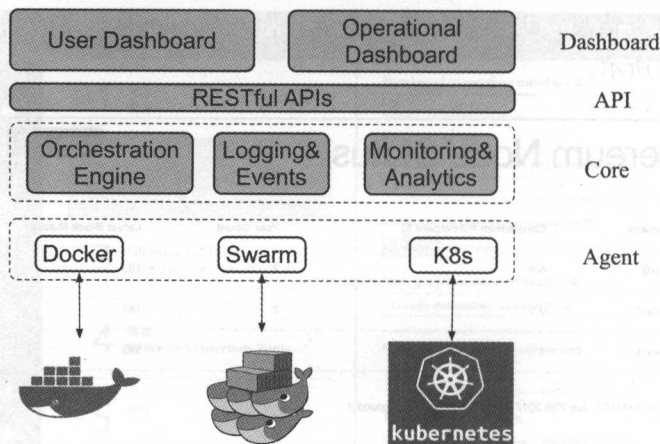 User Dashboard
Operational
Dashboard
Dashboard
RESTful APIs
API
Orchestration
Engine
Logging&
Events
Monitoring&
Analytics
Core
Docker
Swarm
K8s
Agent
kubernetes